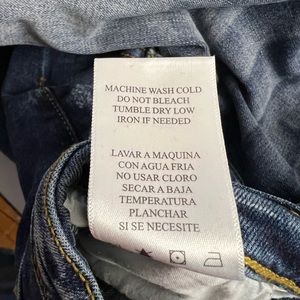 MACHINE WASH COLD
DO NOT BLEACH
TUMBLE DRY LOW
IRON IF NEEDED
LAVAR A MAQUINA
CON AGUA FRIA
NO USAR CLORO
SECAR A BAJA
TEMPERATURA
PLANCHAR
SI SE NECESITE